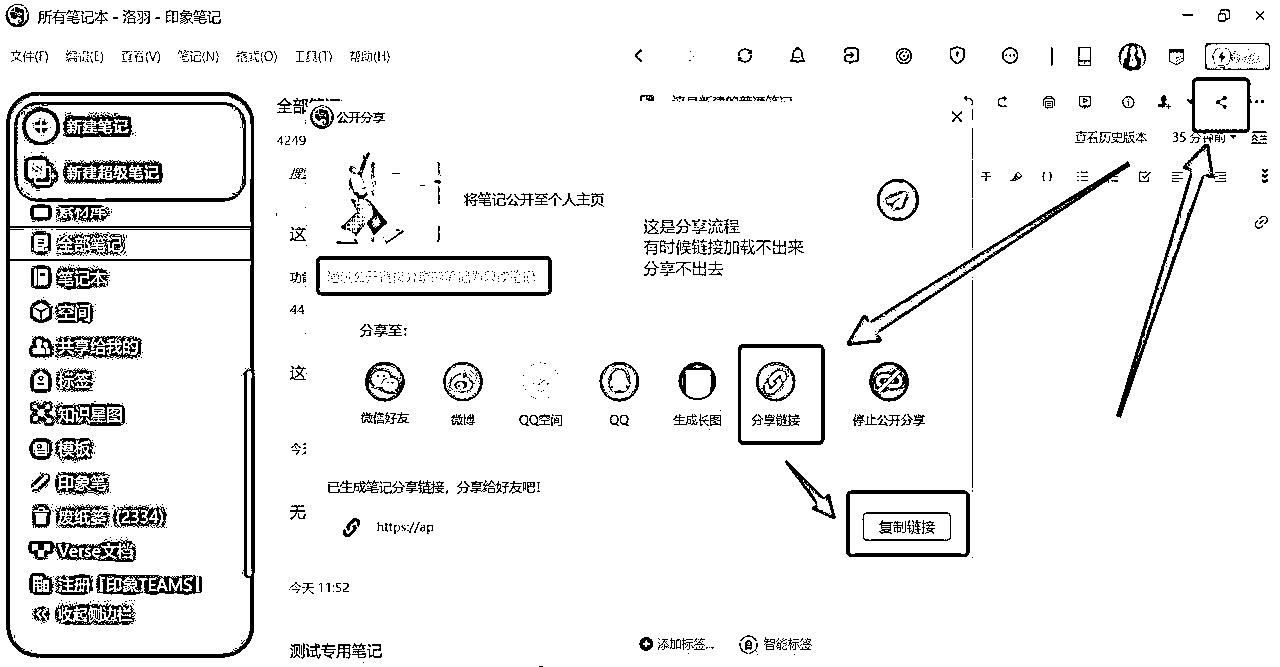 所有笔记本 - 洛羽 - 印象笔记
文件(F) 编辑(E) 查看(V) 笔记(N) 格式(O) 工具(T) 帮助(H)
新建笔记
新建超级笔记
全部笔记
笔记本
空间
共享给我的
标签
知识星图
模板
印象笔
废纸篓 (2334)
Verse文档
注册「印象TEAMS」
收起侧边栏
4249
这
44
这
无
今天 11:52
测试专用笔记
查看历史版本 35 分钟前
公开分享
将笔记公开至个人主页
这是分享流程
有时候链接加载不出来
分享不出去
分享至:
微信好友 微博 QQ空间 QQ 生成长图 分享链接 停止公开分享
已生成笔记分享链接，分享给好友吧！
https://ap
复制链接
添加标签... 智能标签